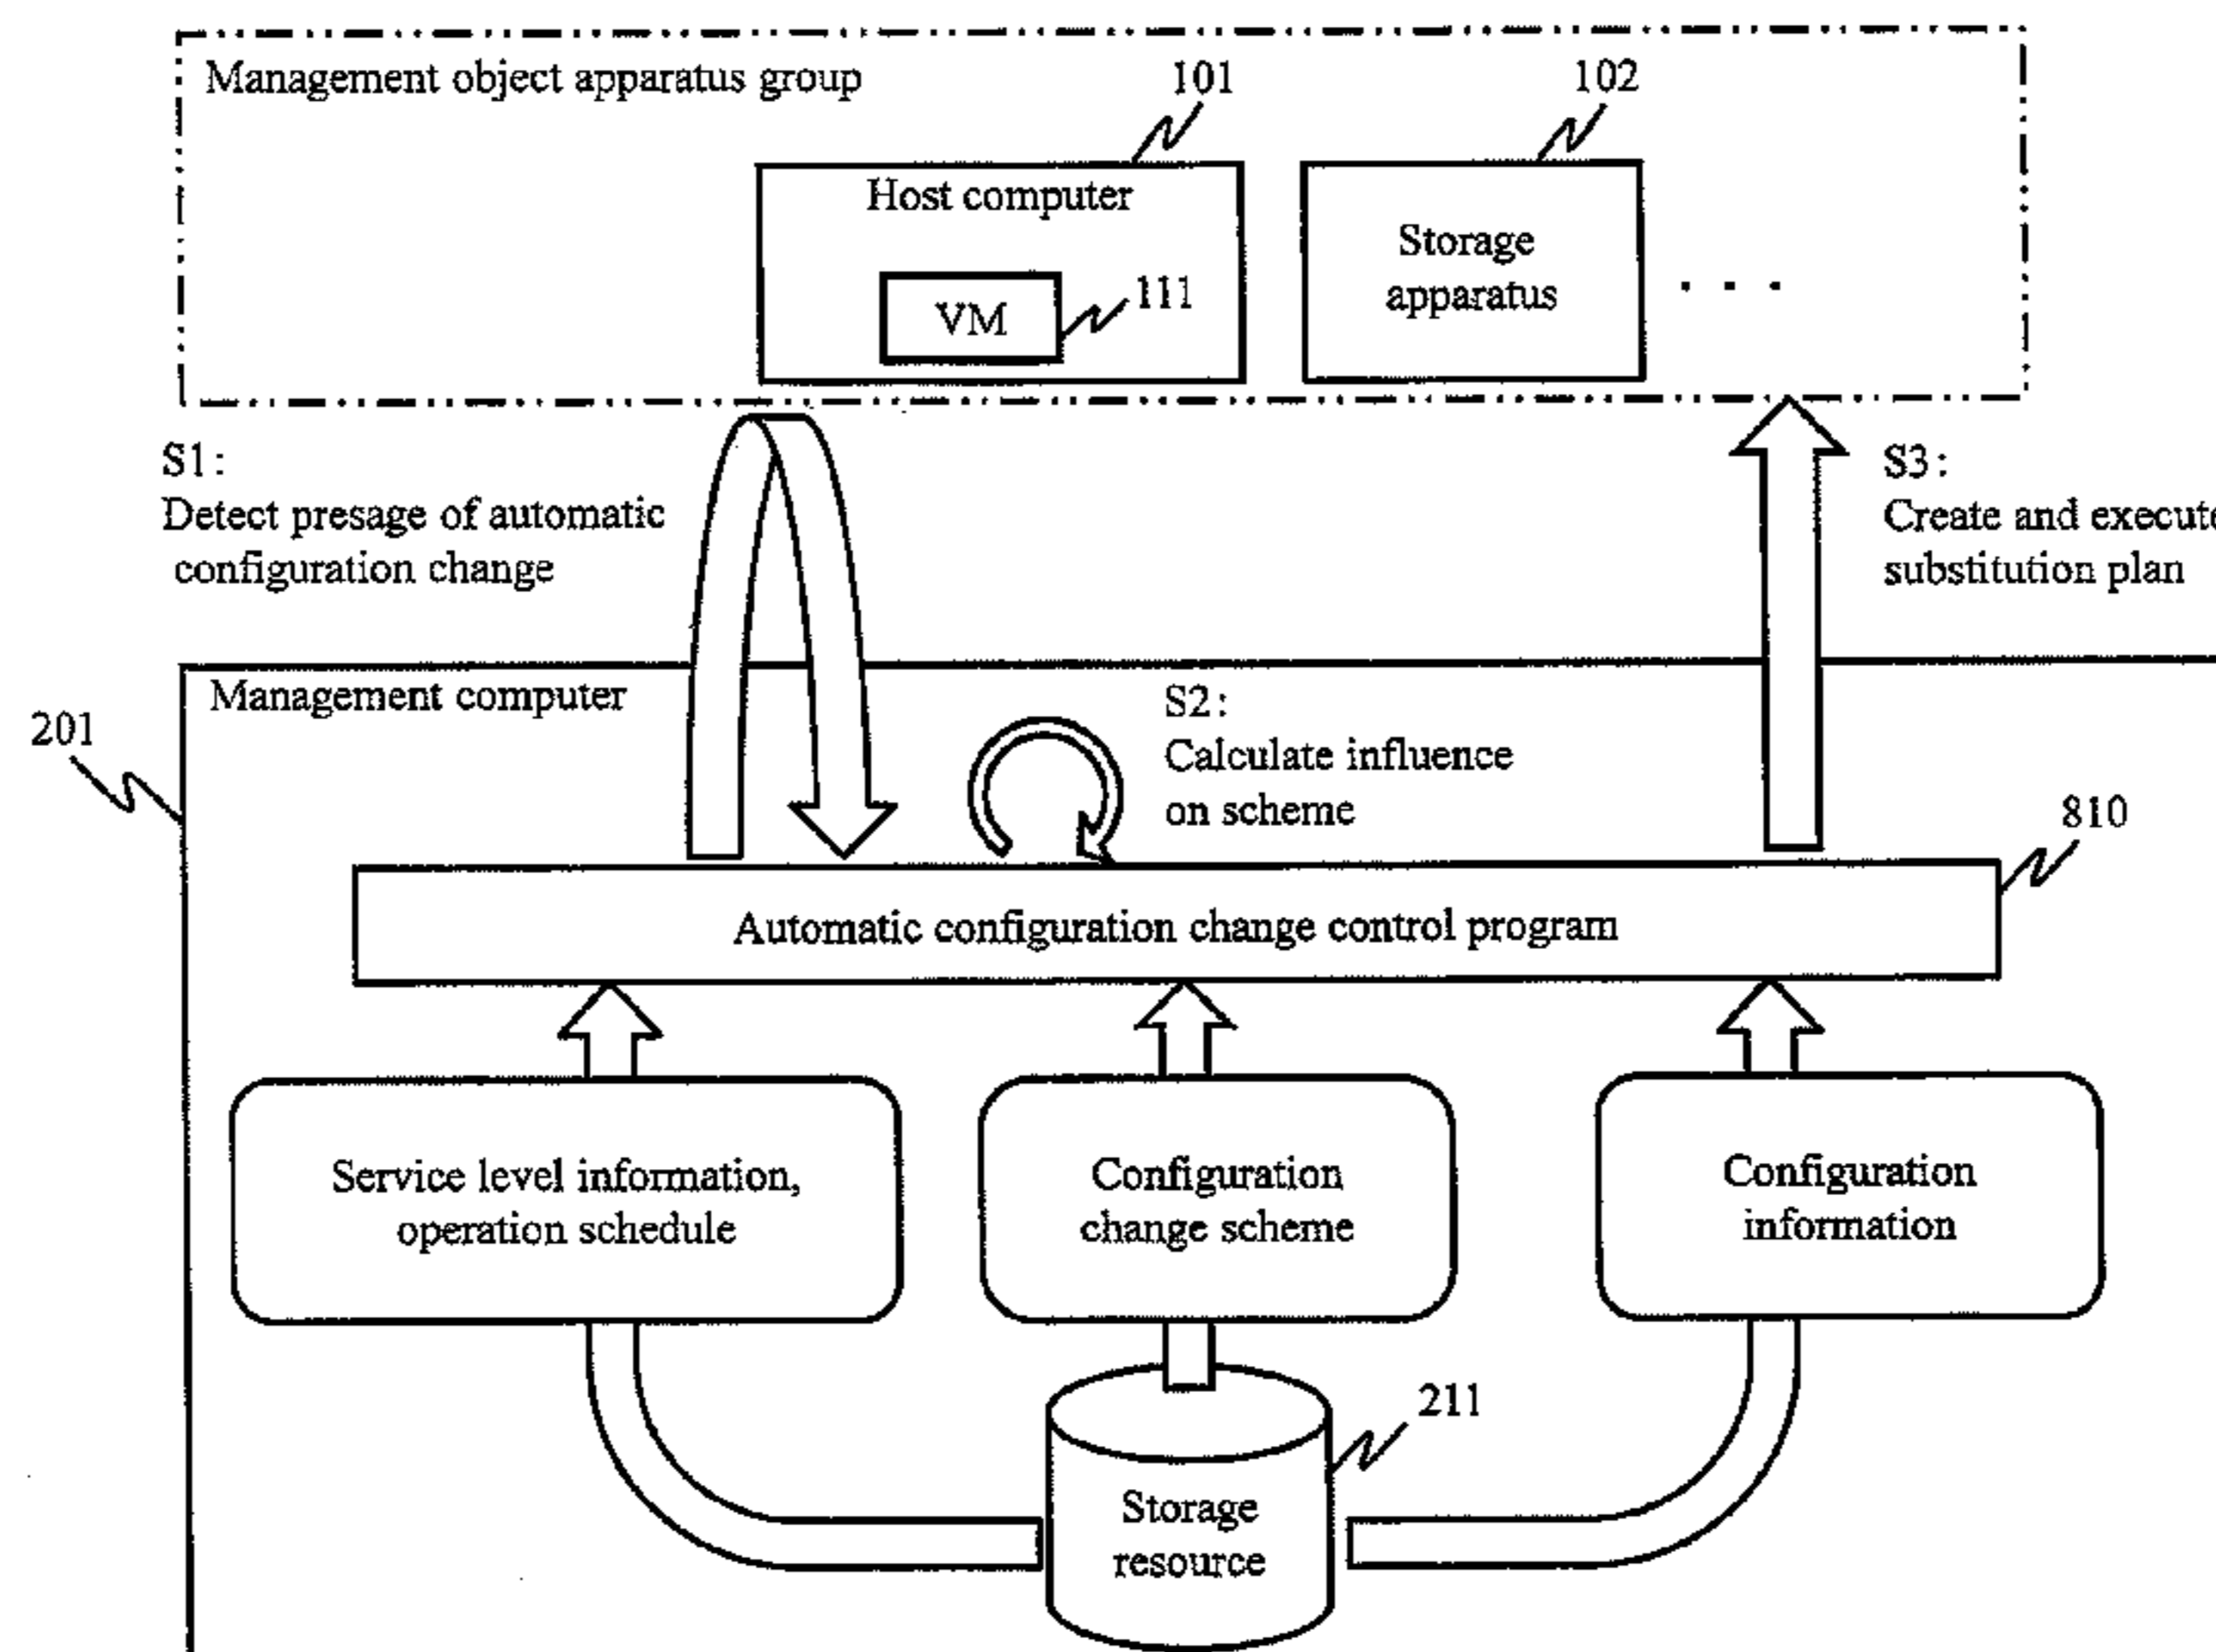 Management object apparatus group
101
102
Host computer
VM
111
Storage
apparatus
. . .
S1:
Detect presage of automatic
configuration change
S3:
Create and execute
substitution plan
Management computer
201
S2:
Calculate influence
on scheme
810
Automatic configuration change control program
Service level information,
operation schedule
Configuration
change scheme
Configuration
information
211
Storage
resource